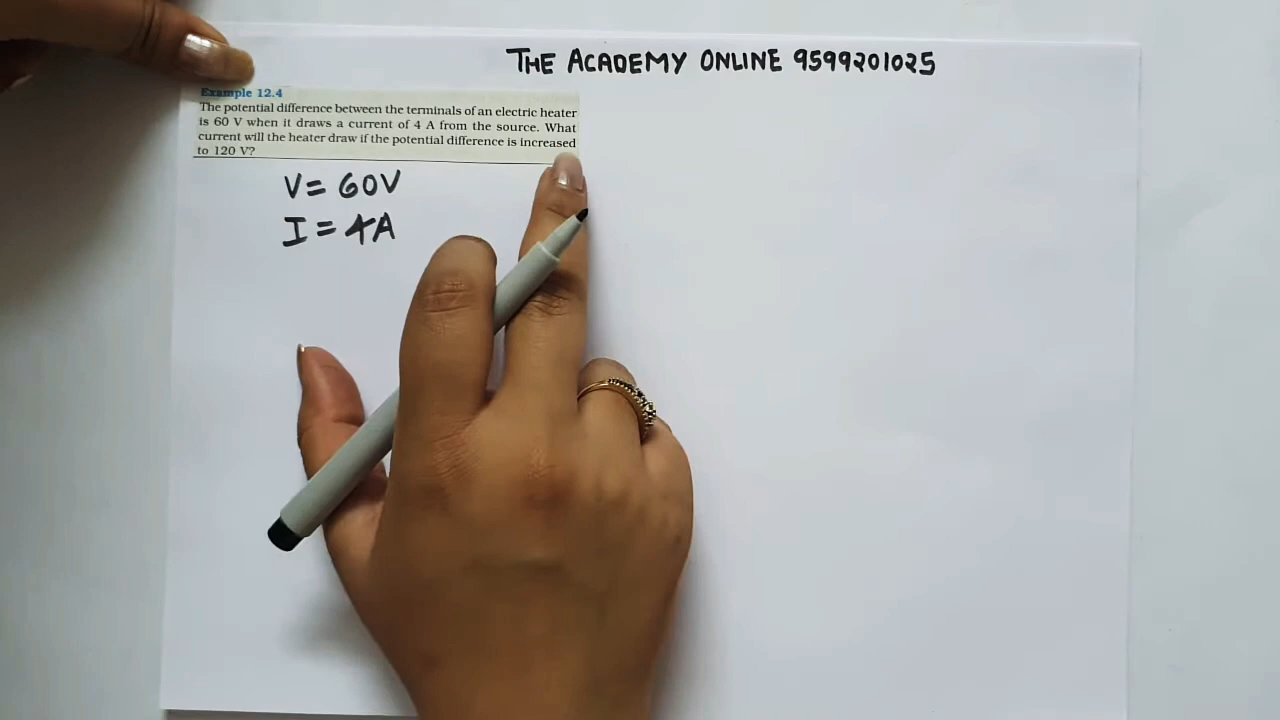 THE ACADEMY ONLINE 9599201025
Example 12.4
The potential difference between the terminals of an electric heater
is 60 V when it draws a current of 4 A from the source. What
current will the heater draw if the potential difference is increased
to 120 V?
V = 60V
I = 4A